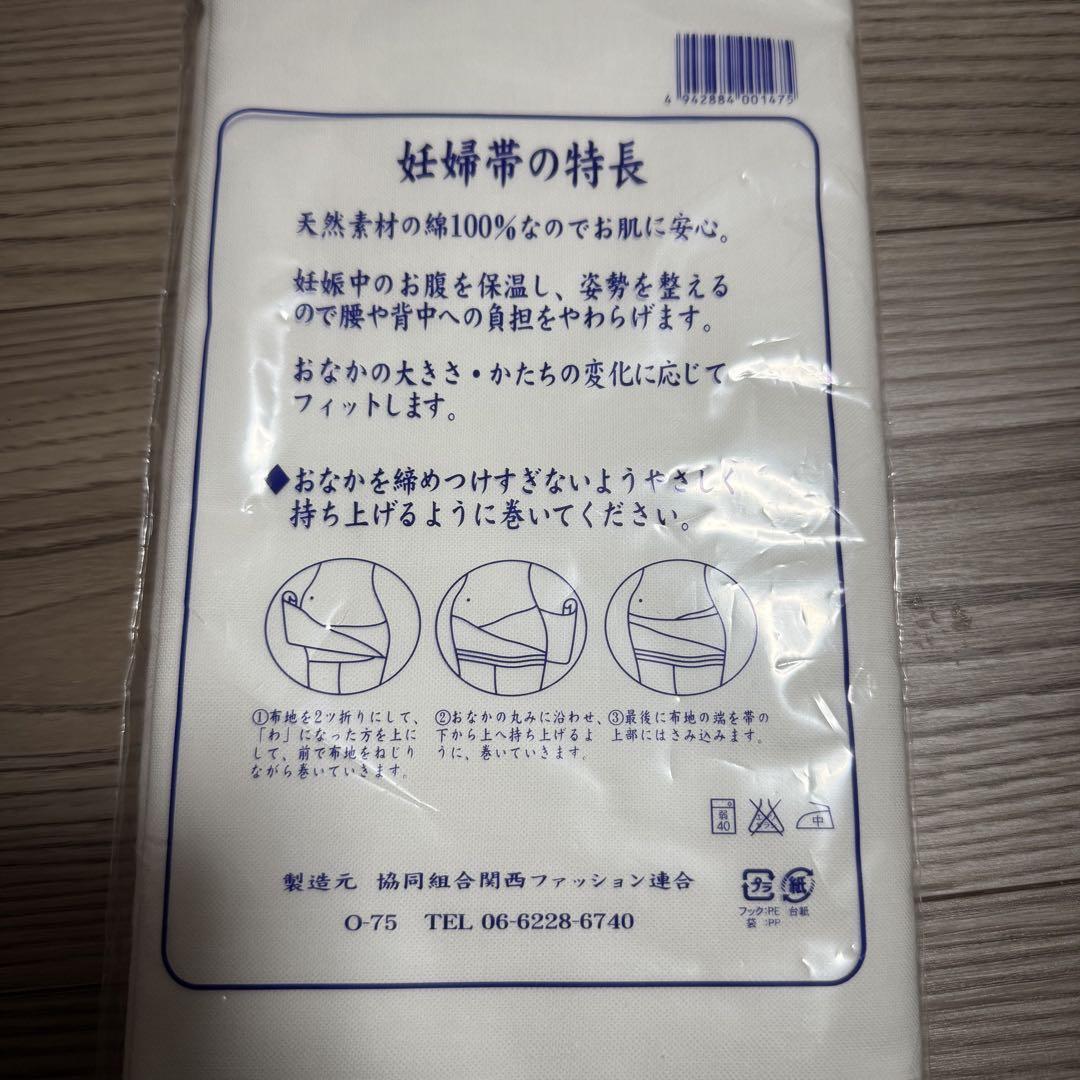 4 942884 001475
妊婦帯の特長
天然素材の綿100%なのでお肌に安心。
妊娠中のお腹を保温し、姿勢を整える
ので腰や背中への負担をやわらげます。
おなかの大きさ・かたちの変化に応じて
フィットします。
◆おなかを締めつけすぎないようやさしく
持ち上げるように巻いてください。
①布地を2ツ折りにして、
「わ」になった方を上に
して、前で布地をねじり
ながら巻いていきます。
②おなかの丸みに沿わせ、
下から上へ持ち上げるよ
うに、巻いていきます。
③最後に布地の端を帯の
上部にはさみ込みます。
弱
40
中
製造元 協同組合関西ファッション連合
O-75 TEL 06-6228-6740
プラ
フック:PE
袋 :PP
紙
台紙